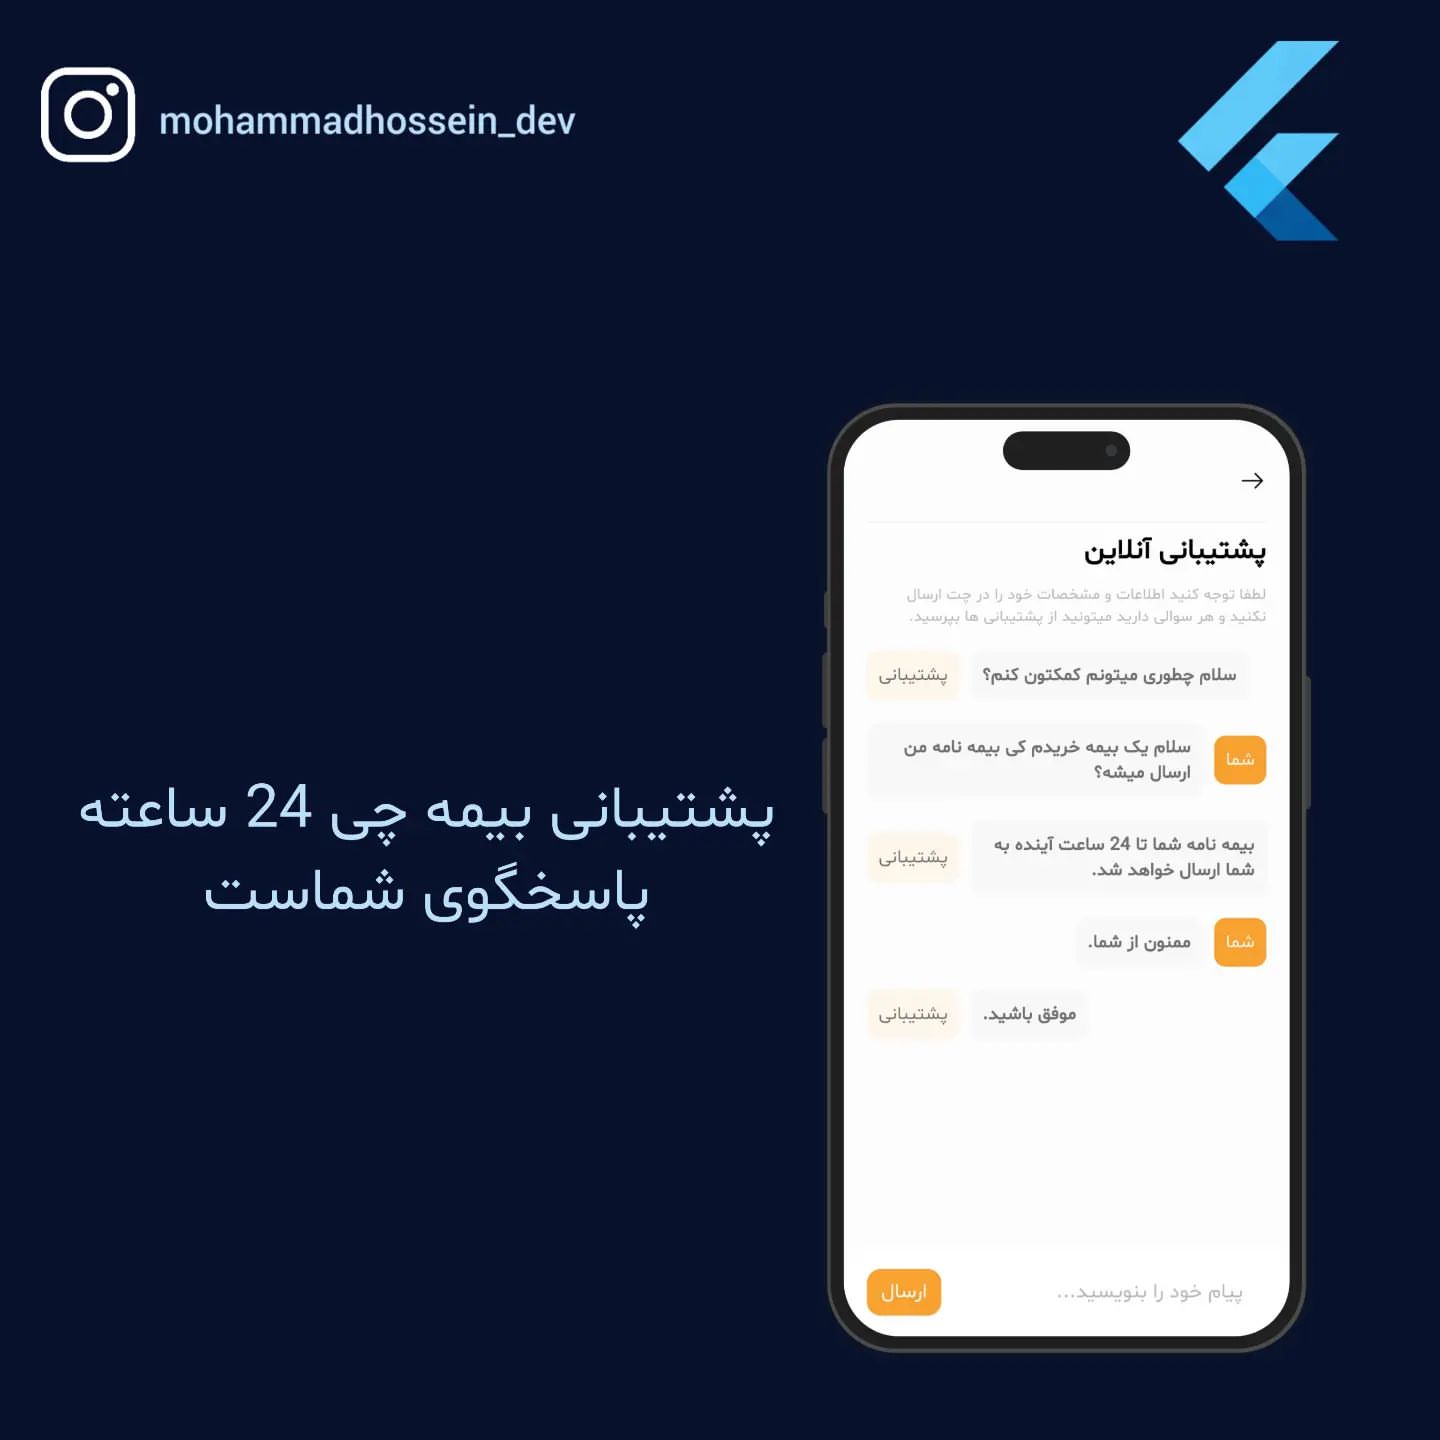 mohammadhossein_dev
پشتیبانی بیمه چی 24 ساعته
پاسخگوی شماست
پشتیبانی آنلاین
لطفا توجه کنید اطلاعات و مشخصات خود را در چت ارسال
نکنید و هر سوالی دارید میتونید از پشتیبانی ها بپرسید.
سلام چطوری میتونم کمکتون کنم؟
پشتیبانی
شما
سلام یک بیمه خریدم کی بیمه نامه من
ارسال میشه؟
بیمه نامه شما تا 24 ساعت آینده به
شما ارسال خواهد شد.
پشتیبانی
شما
ممنون از شما.
موفق باشید.
پشتیبانی
پیام خود را بنویسید...
ارسال